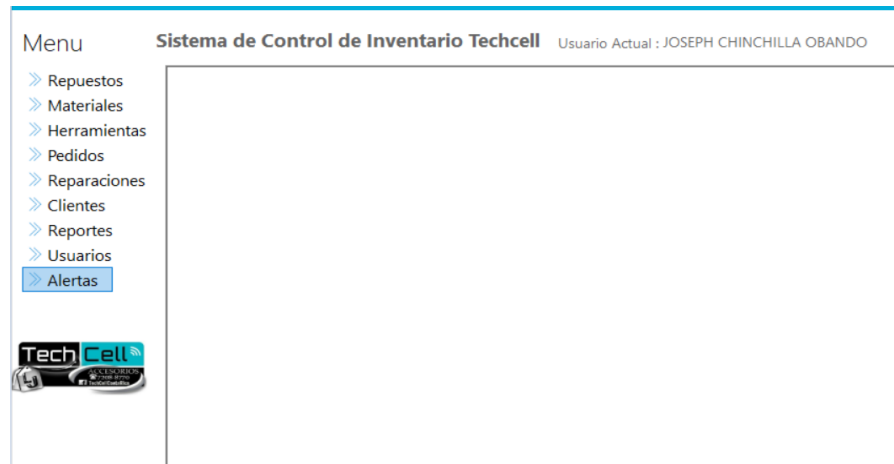 Menu
Sistema de Control de Inventario Techcell
Usuario Actual : JOSEPH CHINCHILLA OBANDO
Repuestos
Materiales
Herramientas
Pedidos
Reparaciones
Clientes
Reportes
Usuarios
Alertas
Tech Cell
ACCESORIOS